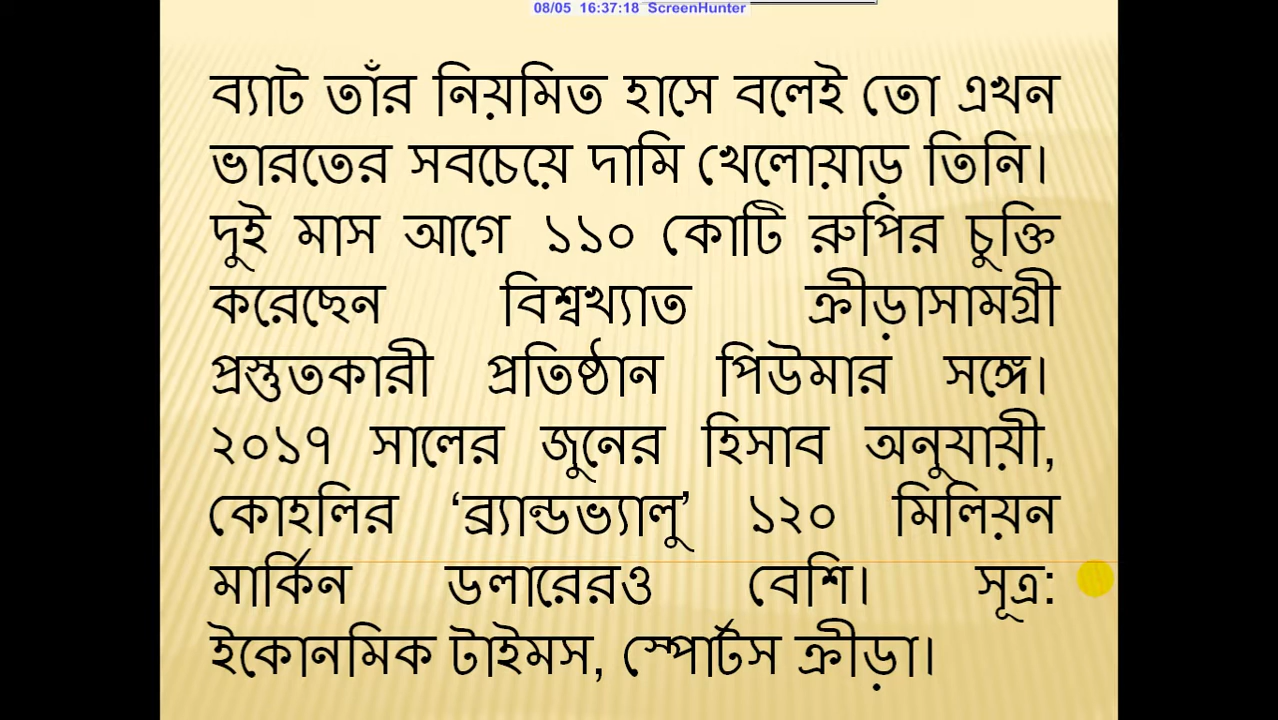 08/05 16:37:18 ScreenHunter
ব্যাট তাঁর নিয়মিত হাসে বলেই তো এখন
ভারতের সবচেয়ে দামি খেলোয়াড় তিনি।
দুই মাস আগে ১১০ কোটি রুপির চুক্তি
করেছেন বিশ্বখ্যাত ক্রীড়াসামগ্রী
প্রস্তুতকারী প্রতিষ্ঠান পিউমার সঙ্গে।
২০১৭ সালের জুনের হিসাব অনুযায়ী,
কোহলির ‘ব্র্যান্ডভ্যালু’ ১২০ মিলিয়ন
মার্কিন ডলারেরও বেশি। সূত্র:
ইকোনমিক টাইমস, স্পোর্টস ক্রীড়া।